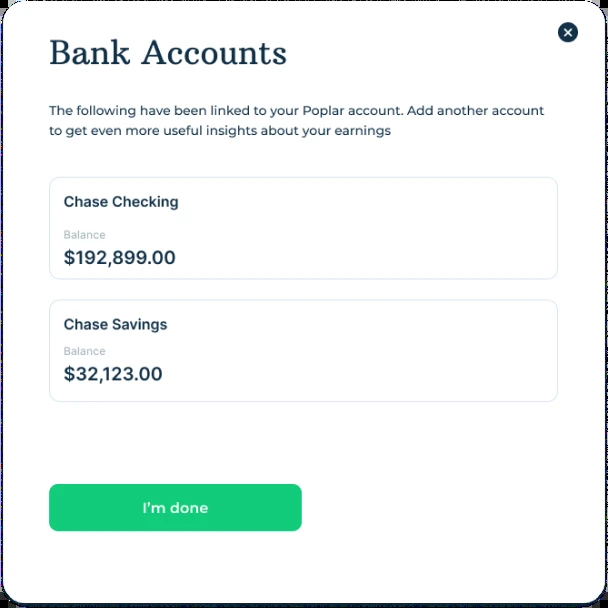 Bank Accounts
The following have been linked to your Poplar account. Add another account
to get even more useful insights about your earnings
Chase Checking
Balance
$192,899.00
Chase Savings
Balance
$32,123.00
I’m done